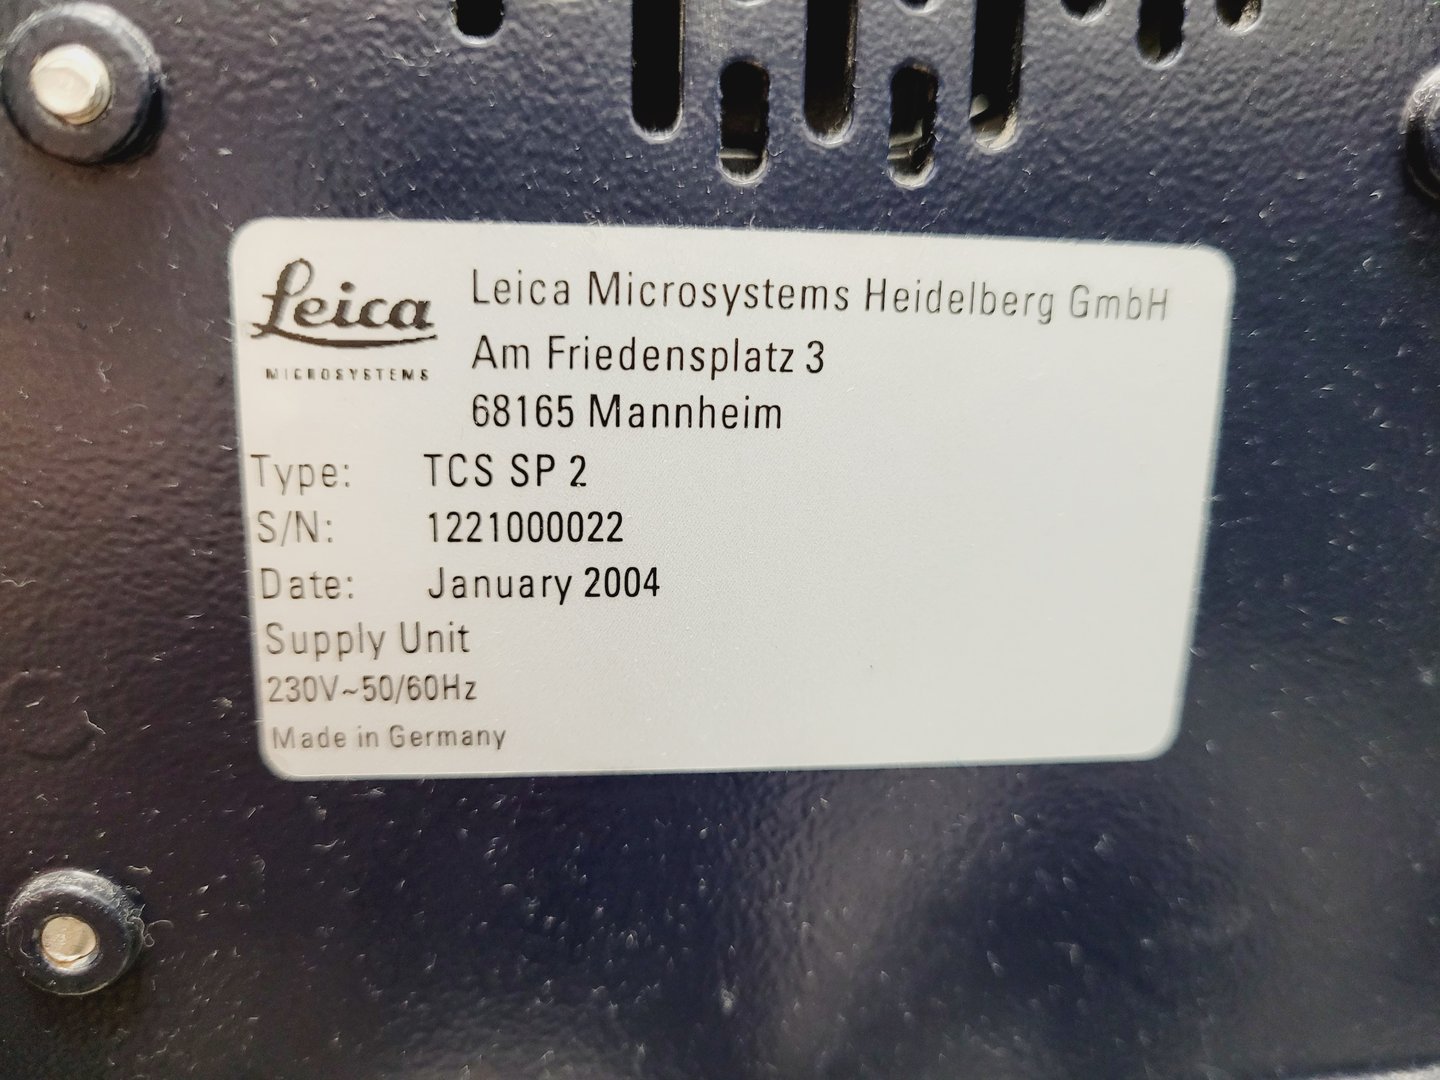 Leica
MICROSYSTEMS
Leica Microsystems Heidelberg GmbH
Am Friedensplatz 3
68165 Mannheim
Type: TCS SP 2
S/N: 1221000022
Date: January 2004
Supply Unit
230V~50/60Hz
Made in Germany